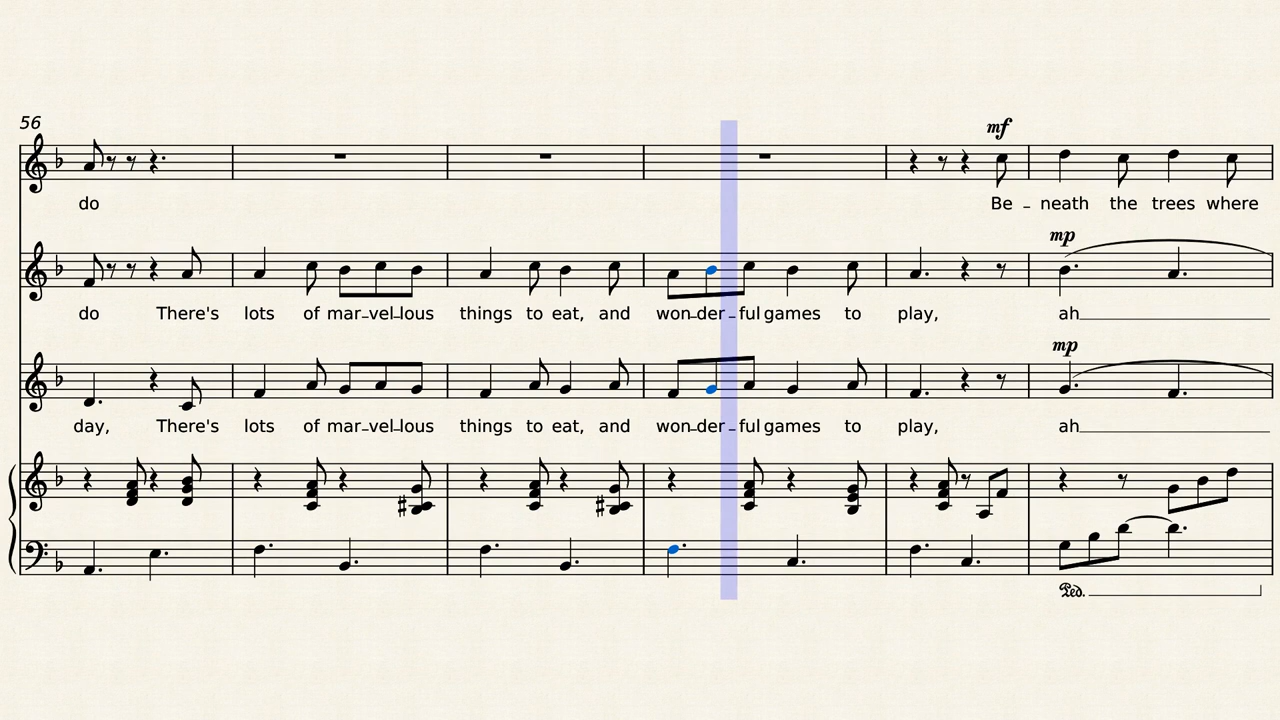 56
mf
do Be - neath the trees where
mp
do There's lots of mar-vel-lous things to eat, and won-der-ful games to play, ah
mp
day, There's lots of mar-vel-lous things to eat, and won-der-ful games to play, ah
Ped.